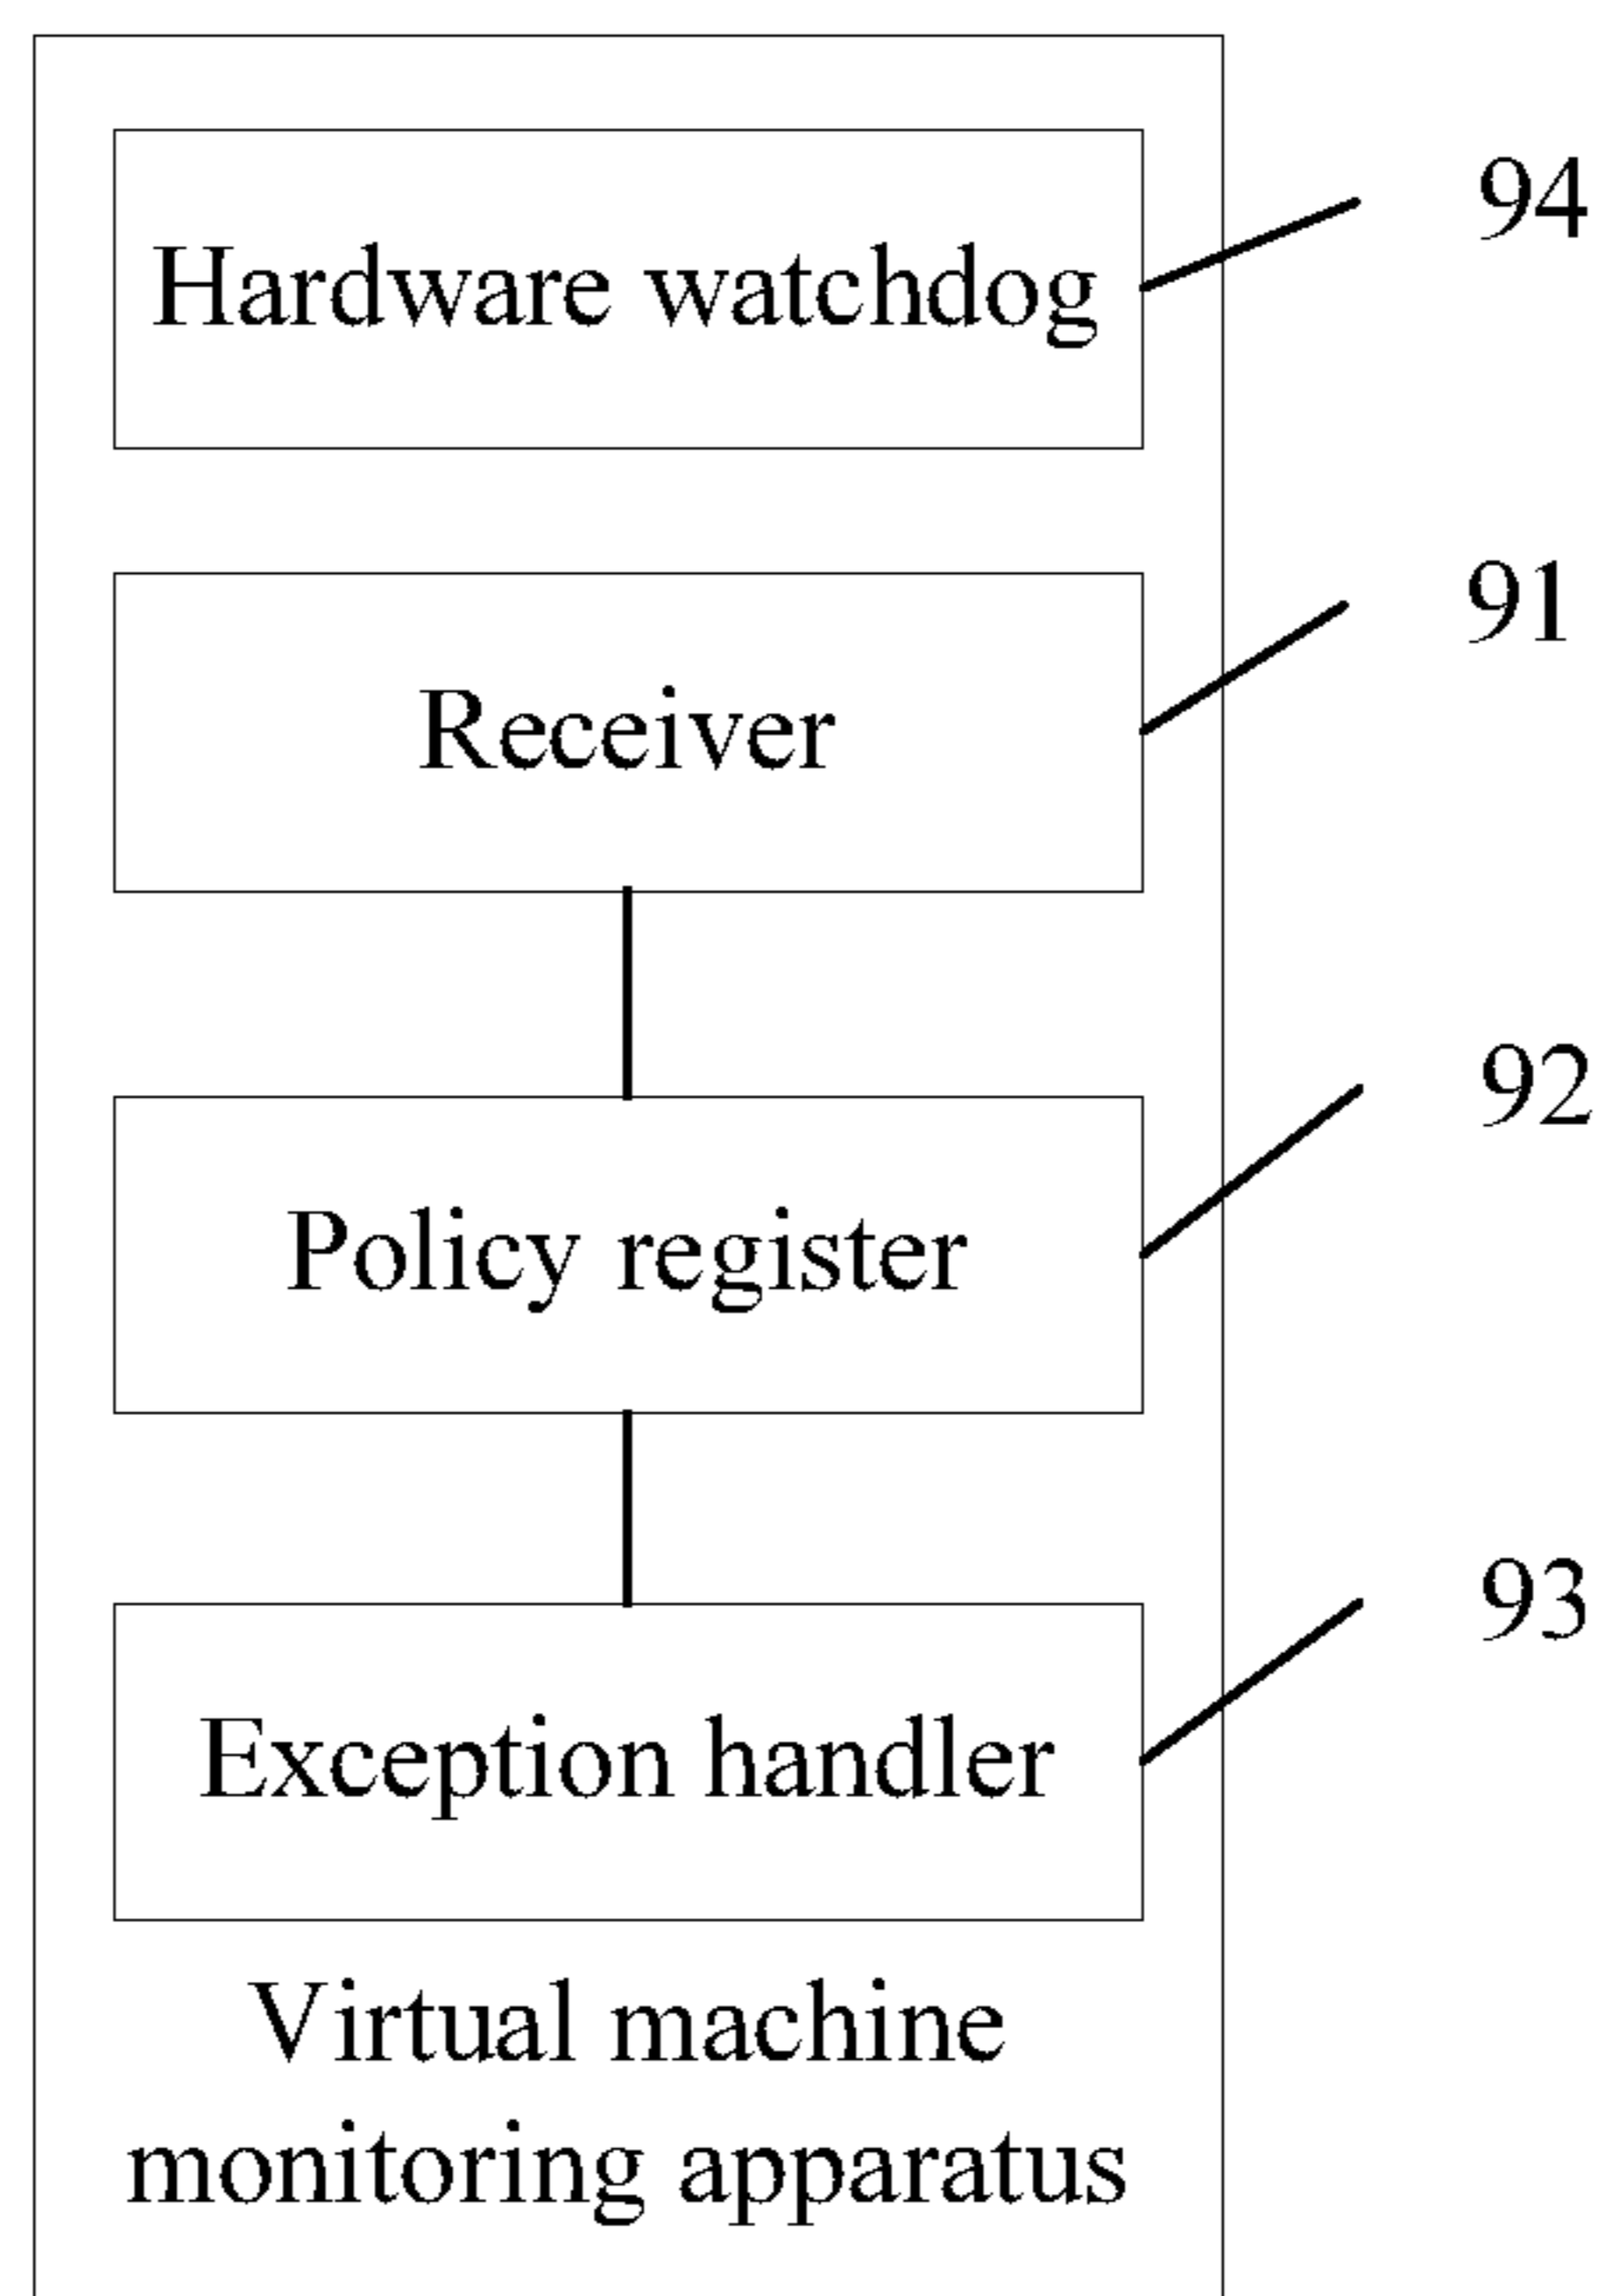 Hardware watchdog
94
Receiver
91
Policy register
92
Exception handler
93
Virtual machine
monitoring apparatus